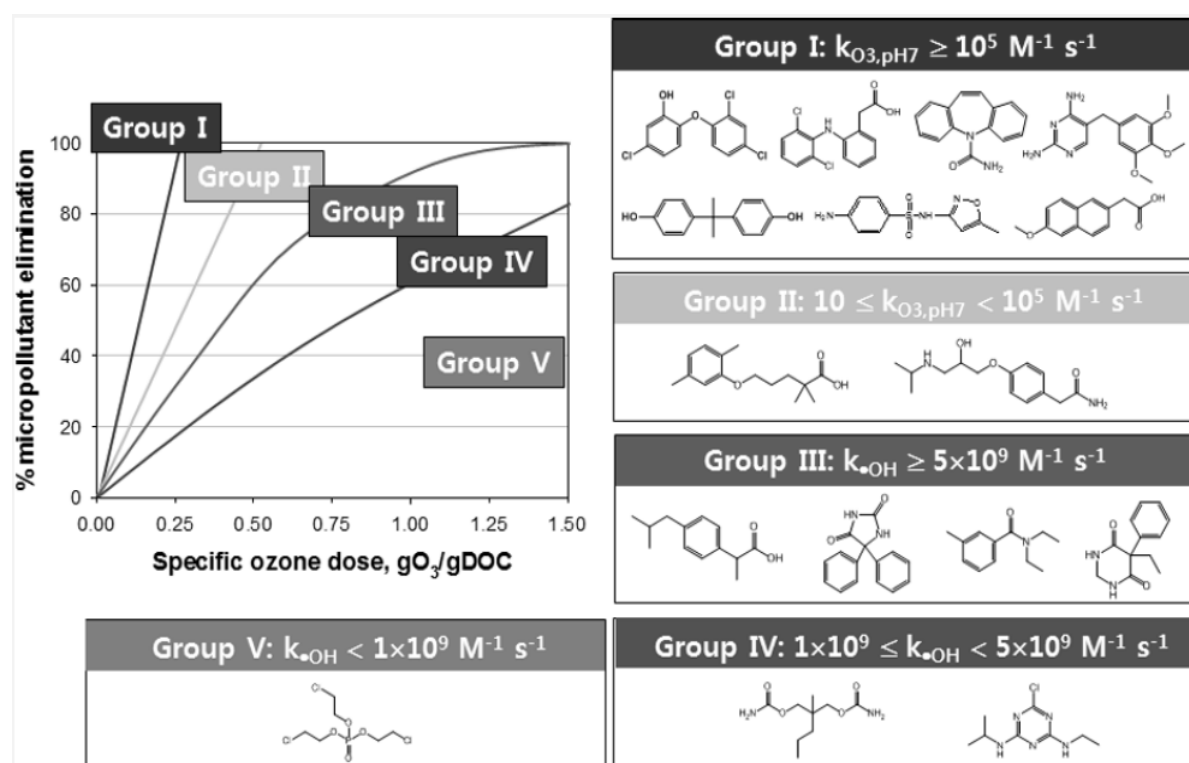 Group I: kO3,pH7 ≥ 10⁵ M⁻¹ s⁻¹
OH
Cl
O
Cl
Cl
Cl
H
N
O
OH
Cl
N
O
NH₂
NH₂
N
H₂N
N
O
O
O
HO
OH
H₂N
O
S
O
NH
N
O
O
O
OH
Group II: 10 ≤ kO3,pH7 < 10⁵ M⁻¹ s⁻¹
O
O
OH
H
N
OH
O
O
NH₂
Group III: k•OH ≥ 5×10⁹ M⁻¹ s⁻¹
O
OH
O
HN
NH
O
O
N
O
NH
N
H
O
Group IV: 1×10⁹ ≤ k•OH < 5×10⁹ M⁻¹ s⁻¹
O
H₂N
O
O
O
NH₂
Cl
N
N
N
N
H
N
H
Group V: k•OH < 1×10⁹ M⁻¹ s⁻¹
Cl
O
Cl
O
P
O
Cl
O
% micropollutant elimination
100
80
60
40
20
0
0.00
0.25
0.50
0.75
1.00
1.25
1.50
Specific ozone dose, gO₃/gDOC
Group I
Group II
Group III
Group IV
Group V